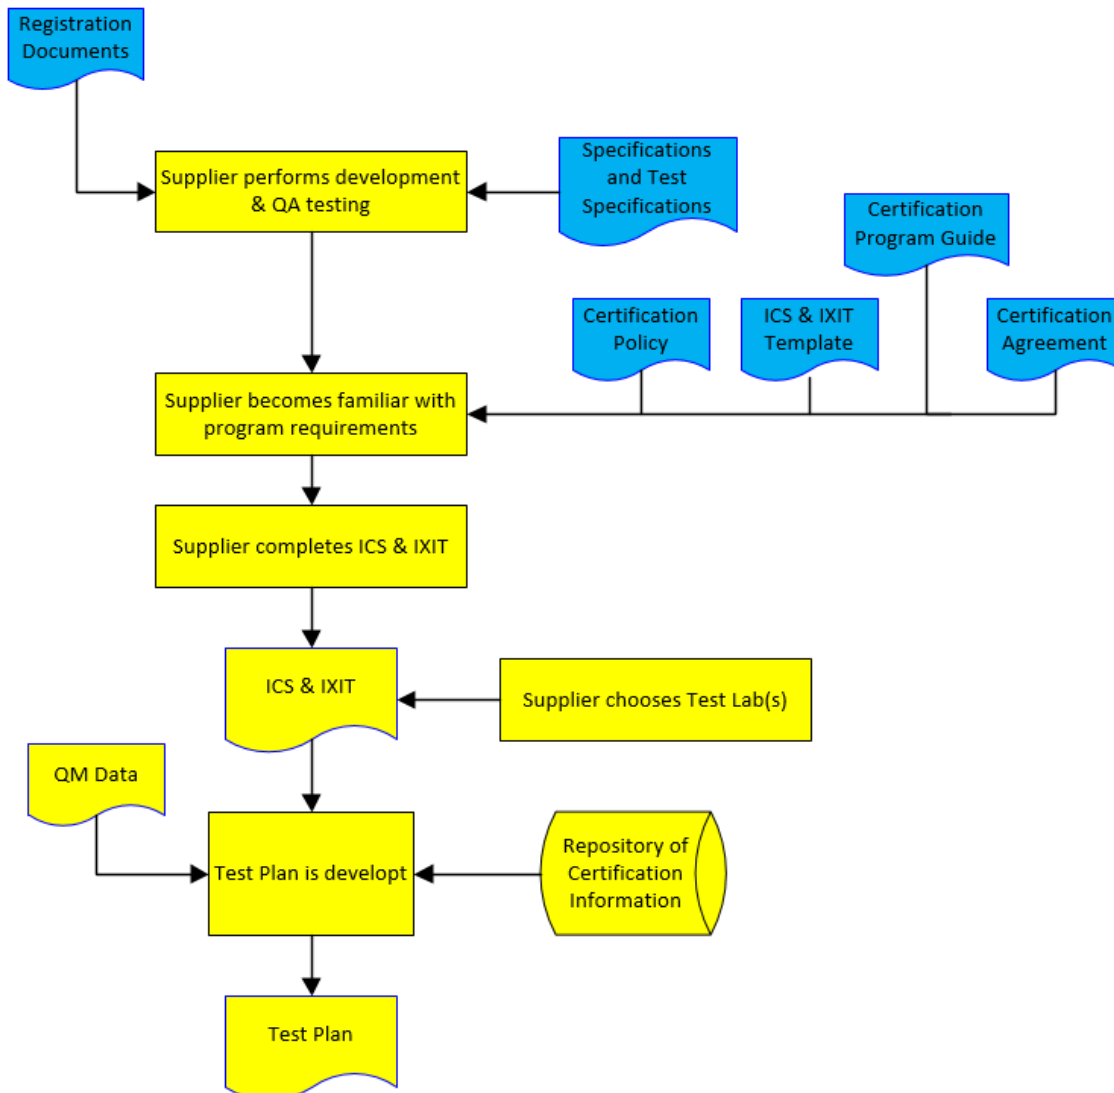 Registration
Documents
Supplier performs development
& QA testing
Specifications
and Test
Specifications
Certification
Program Guide
Certification
Policy
ICS & IXIT
Template
Certification
Agreement
Supplier becomes familiar with
program requirements
Supplier completes ICS & IXIT
ICS & IXIT
Supplier chooses Test Lab(s)
QM Data
Test Plan is developt
Repository of
Certification
Information
Test Plan